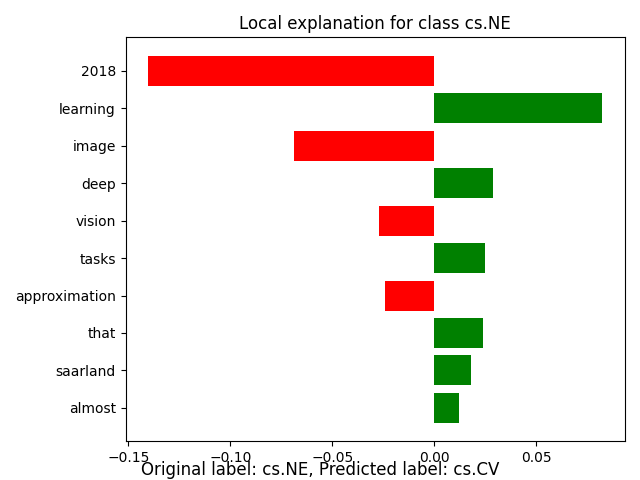 Local explanation for class cs.NE
2018
learning
image
deep
vision
tasks
approximation
that
saarland
almost
−0.15 −0.10 −0.05 0.00 0.05
Original label: cs.NE, Predicted label: cs.CV